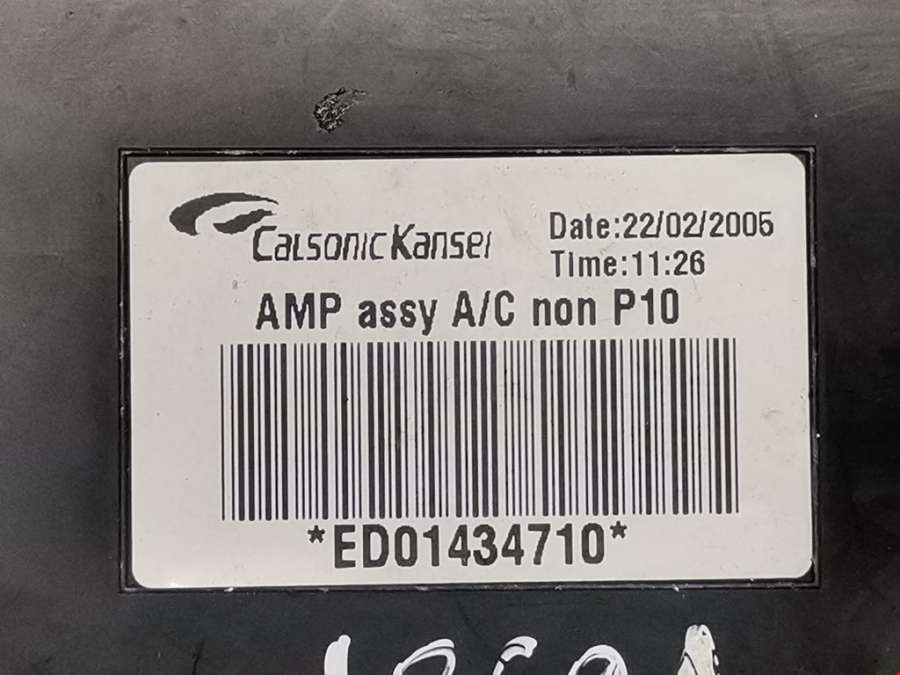 CalsonicKansei
Date:22/02/2005
Time:11:26
AMP assy A/C non P10
*ED01434710*